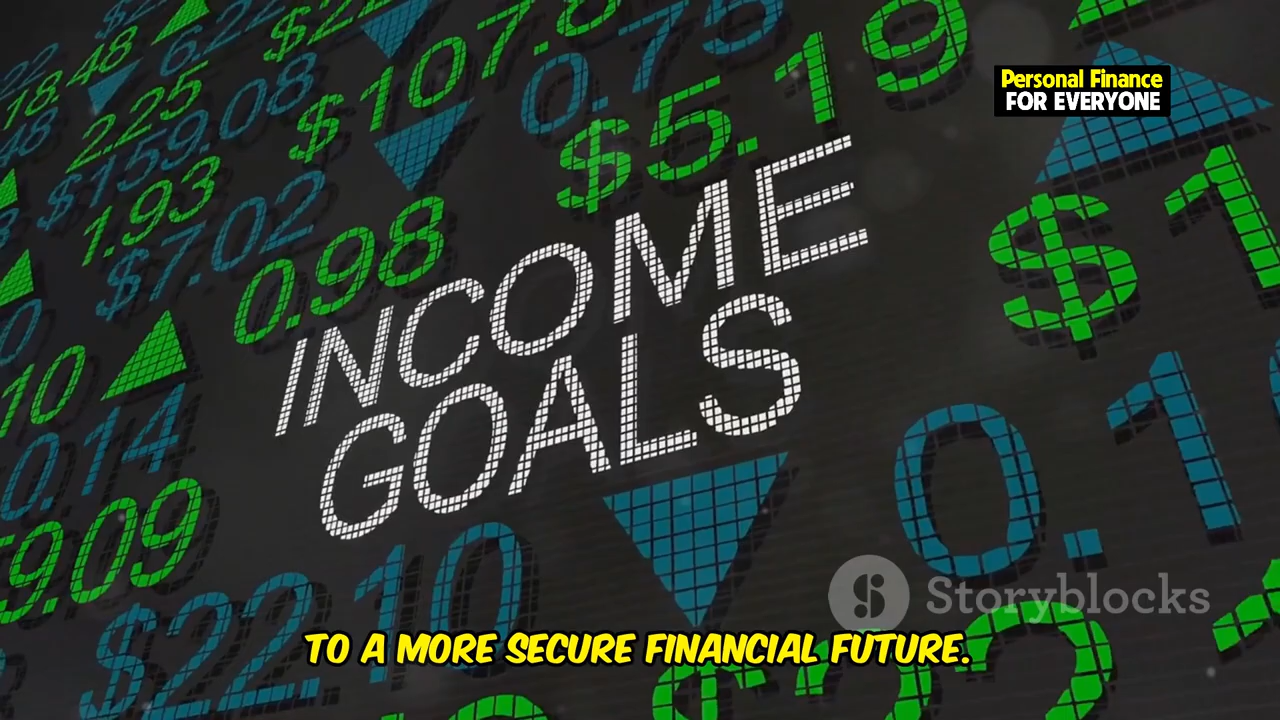 Personal Finance
FOR EVERYONE
18.48
6.22
$22
$107.8
0.75
$5.19
2.25
$159.08
1.93
$7.02
0.98
INCOME
GOALS
$1
10
0.14
9.09
0.1
$22.10
Storyblocks
TO A MORE SECURE FINANCIAL FUTURE.